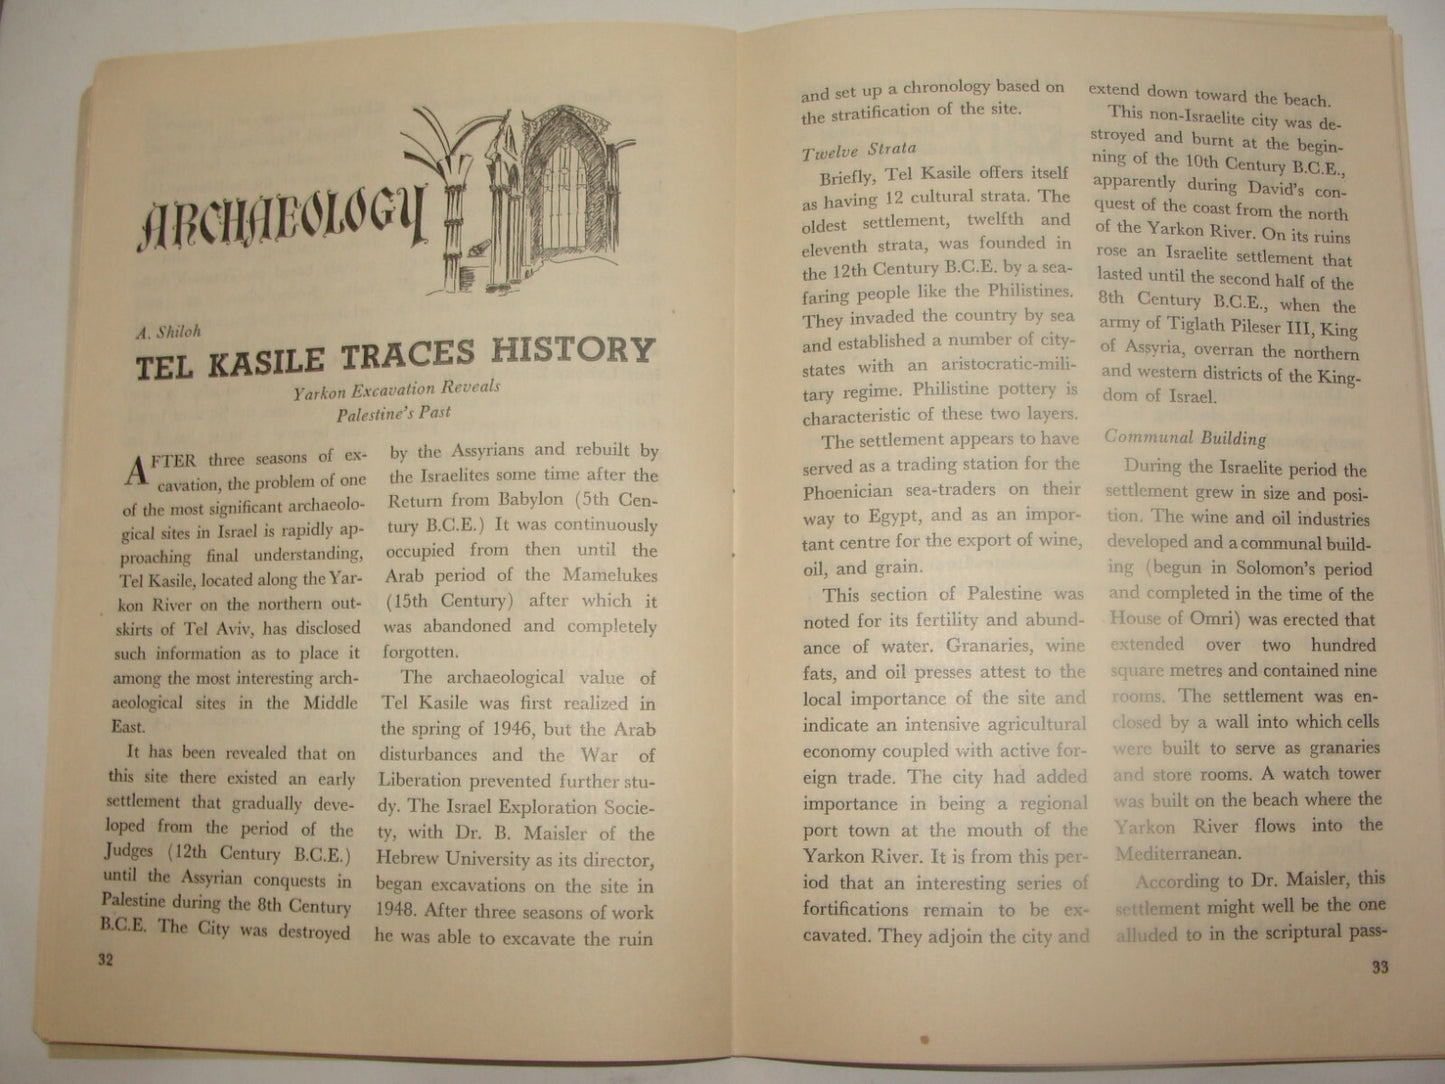 ARCHAEOLOGY
A. Shiloh
TEL KASILE TRACES HISTORY
Yarkon Excavation Reveals
Palestine's Past
AFTER three seasons of ex-
cavation, the problem of one
of the most significant archaeolo-
gical sites in Israel is rapidly ap-
proaching final understanding,
Tel Kasile, located along the Yar-
kon River on the northern out-
skirts of Tel Aviv, has disclosed
such information as to place it
among the most interesting arch-
aeological sites in the Middle
East.
It has been revealed that on
this site there existed an early
settlement that gradually deve-
loped from the period of the
Judges (12th Century B.C.E.)
until the Assyrian conquests in
Palestine during the 8th Century
B.C.E. The City was destroyed
by the Assyrians and rebuilt by
the Israelites some time after the
Return from Babylon (5th Cen-
tury B.C.E.) It was continuously
occupied from then until the
Arab period of the Mamelukes
(15th Century) after which it
was abandoned and completely
forgotten.
The archaeological value of
Tel Kasile was first realized in
the spring of 1946, but the Arab
disturbances and the War of
Liberation prevented further stu-
dy. The Israel Exploration Socie-
ty, with Dr. B. Maisler of the
Hebrew University as its director,
began excavations on the site in
1948. After three seasons of work
he was able to excavate the ruin
32
and set up a chronology based on
the stratification of the site.
Twelve Strata
Briefly, Tel Kasile offers itself
as having 12 cultural strata. The
oldest settlement, twelfth and
eleventh strata, was founded in
the 12th Century B.C.E. by a sea-
faring people like the Philistines.
They invaded the country by sea
and established a number of city-
states with an aristocratic-mili-
tary regime. Philistine pottery is
characteristic of these two layers.
The settlement appears to have
served as a trading station for the
Phoenician sea-traders on their
way to Egypt, and as an impor-
tant centre for the export of wine,
oil, and grain.
This section of Palestine was
noted for its fertility and abund-
ance of water. Granaries, wine
fats, and oil presses attest to the
local importance of the site and
indicate an intensive agricultural
economy coupled with active for-
eign trade. The city had added
importance in being a regional
port town at the mouth of the
Yarkon River. It is from this per-
iod that an interesting series of
fortifications remain to be ex-
cavated. They adjoin the city and
extend down toward the beach.
This non-Israelite city was de-
stroyed and burnt at the begin-
ning of the 10th Century B.C.E.,
apparently during David's con-
quest of the coast from the north
of the Yarkon River. On its ruins
rose an Israelite settlement that
lasted until the second half of the
8th Century B.C.E., when the
army of Tiglath Pileser III, King
of Assyria, overran the northern
and western districts of the King-
dom of Israel.
Communal Building
During the Israelite period the
settlement grew in size and posi-
tion. The wine and oil industries
developed and a communal build-
ing (begun in Solomon's period
and completed in the time of the
House of Omri) was erected that
extended over two hundred
square metres and contained nine
rooms. The settlement was en-
closed by a wall into which cells
were built to serve as granaries
and store rooms. A watch tower
was built on the beach where the
Yarkon River flows into the
Mediterranean.
According to Dr. Maisler, this
settlement might well be the one
alluded to in the scriptural pass-
33